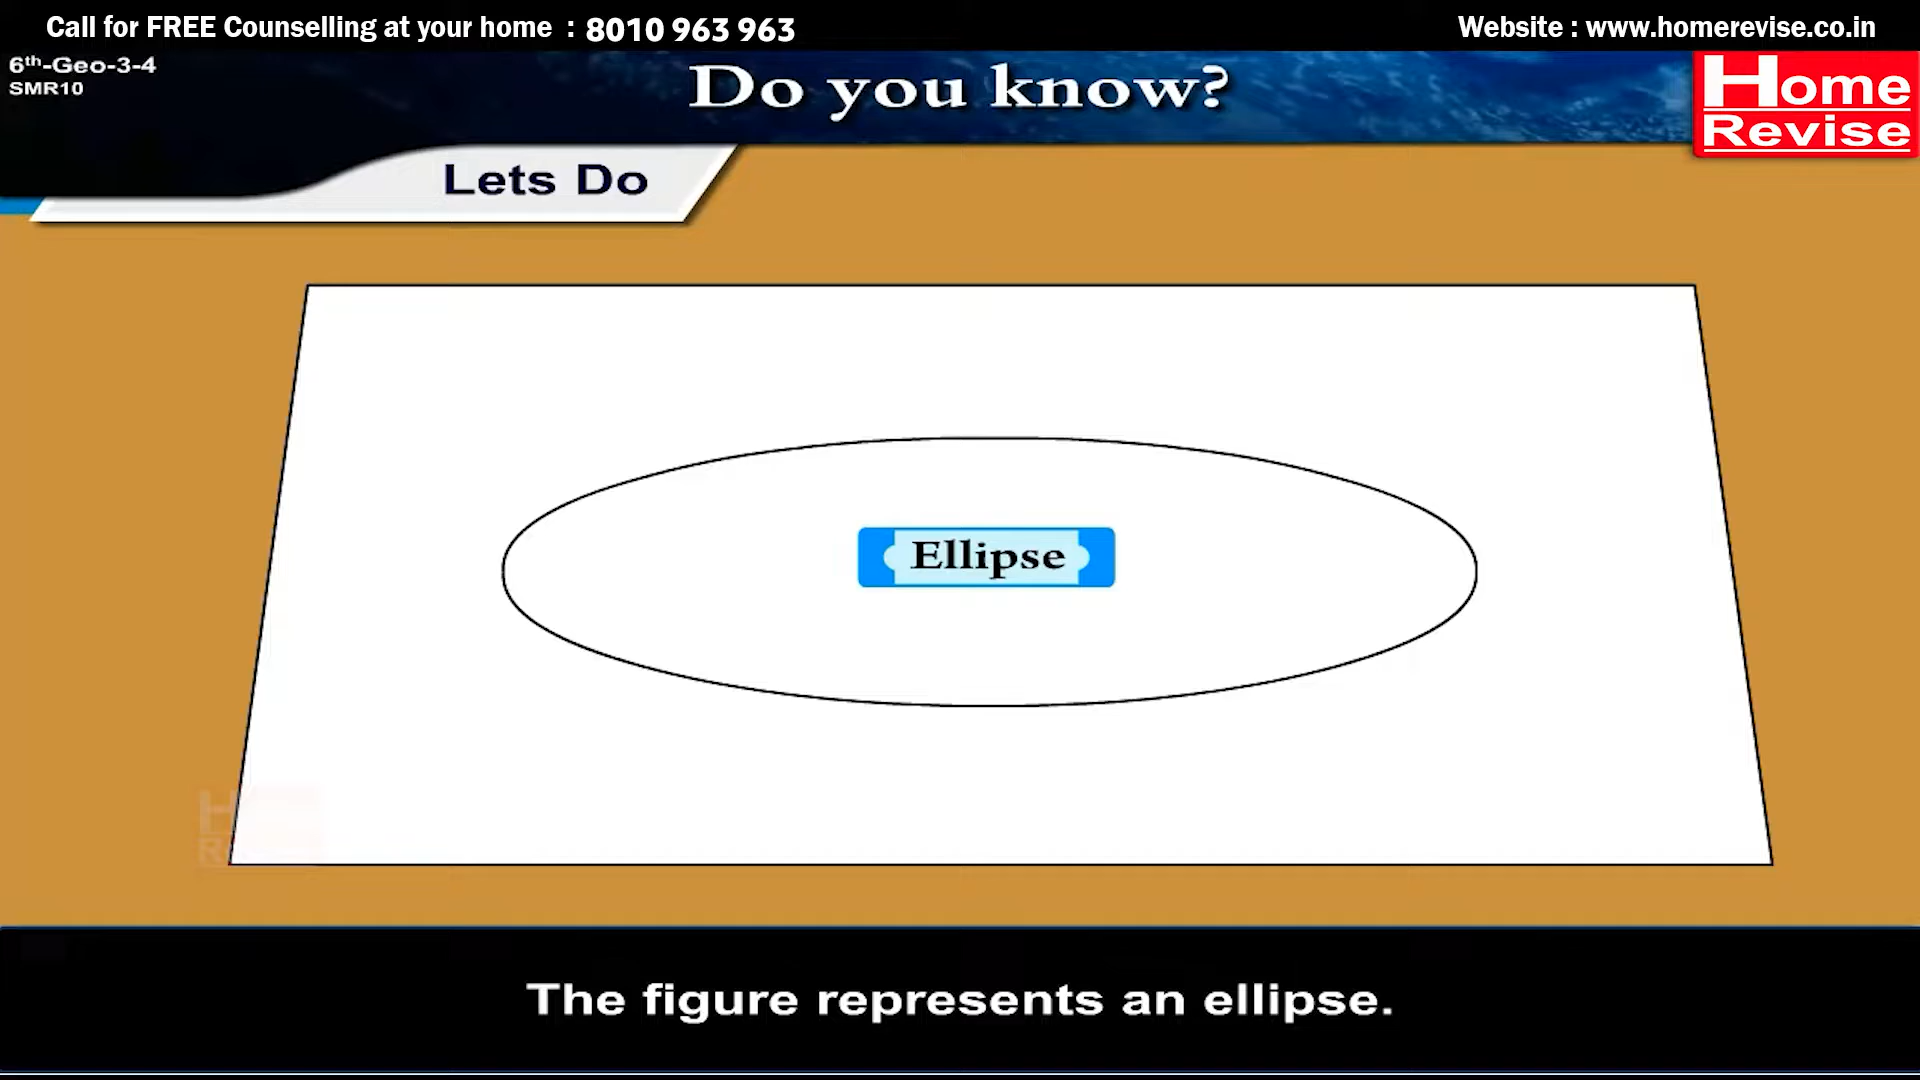 Call for FREE Counselling at your home : 8010 963 963
Website : www.homerevise.co.in
6th-Geo-3-4
SMR10
Do you know?
Home
Revise
Lets Do
Ellipse
The figure represents an ellipse.